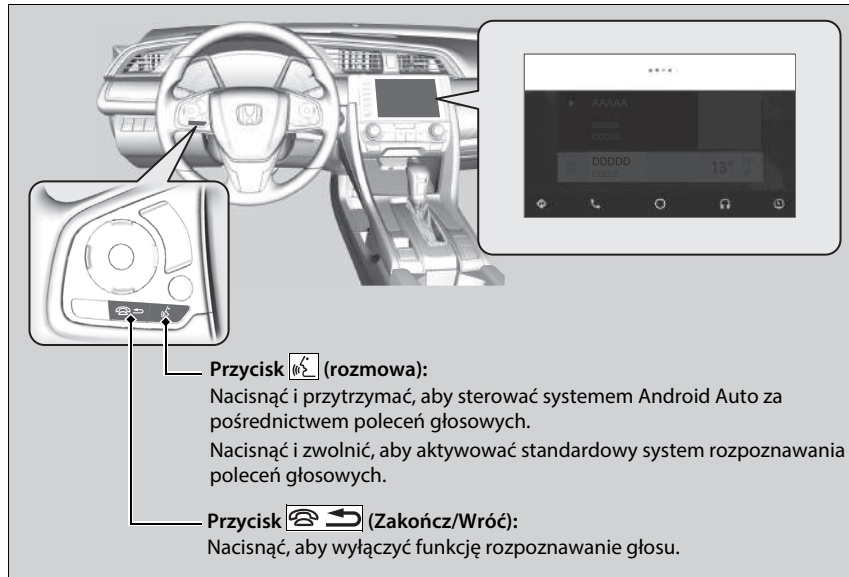 AAAAA
BBBBB
CCCCC
DDDDD
EEEEE
13°
Przycisk (rozmowa):
Nacisnąć i przytrzymać, aby sterować systemem Android Auto za
pośrednictwem poleceń głosowych.
Nacisnąć i zwolnić, aby aktywować standardowy system rozpoznawania
poleceń głosowych.
Przycisk (Zakończ/Wróć):
Nacisnąć, aby wyłączyć funkcję rozpoznawanie głosu.